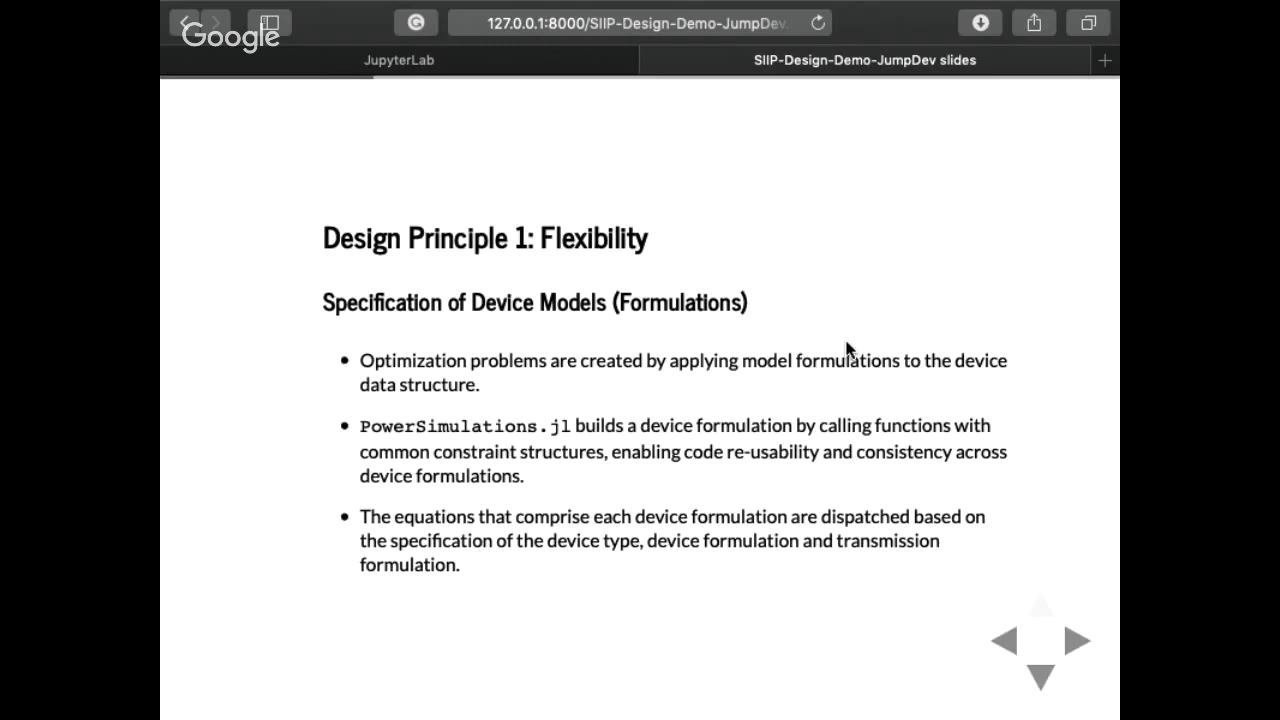 Google
127.0.0.1:8000/SIIP-Design-Demo-JumpDev.
JupyterLab
SIIP-Design-Demo-JumpDev slides
Design Principle 1: Flexibility
Specification of Device Models (Formulations)
• Optimization problems are created by applying model formulations to the device
data structure.
• PowerSimulations.jl builds a device formulation by calling functions with
common constraint structures, enabling code re-usability and consistency across
device formulations.
• The equations that comprise each device formulation are dispatched based on
the specification of the device type, device formulation and transmission
formulation.